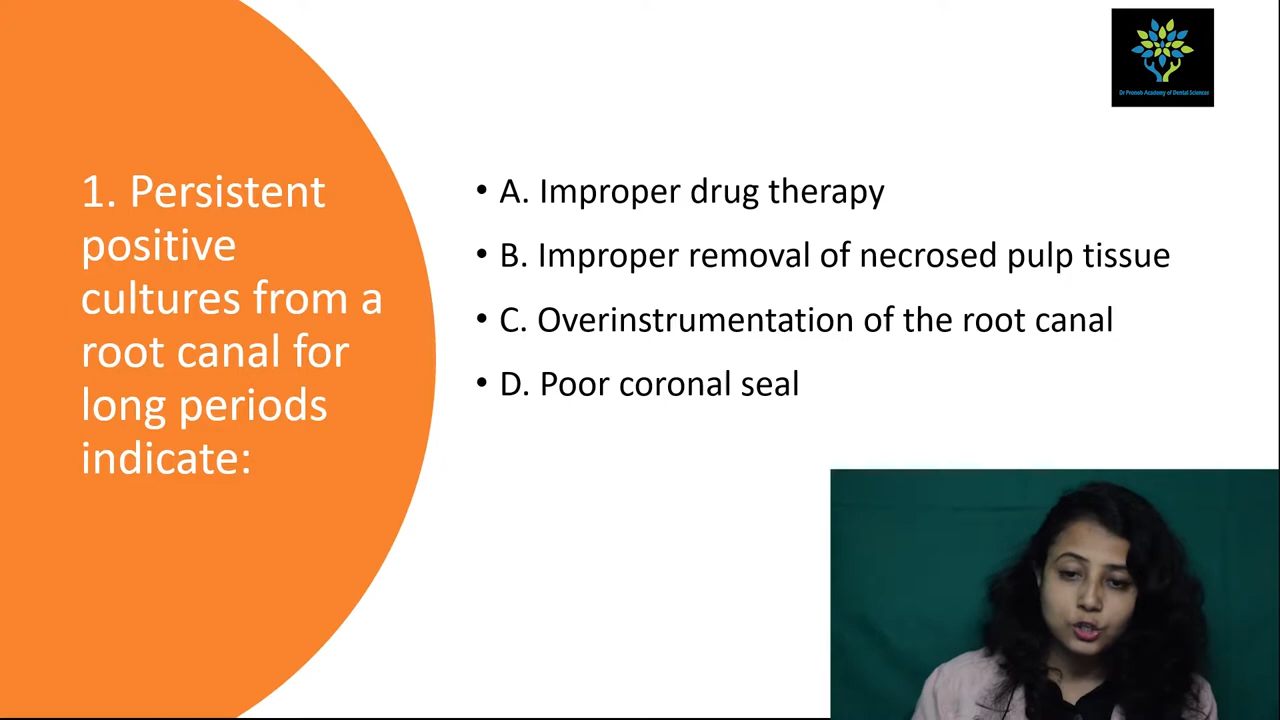 Dr Proneb Academy of Dental Sciences
1. Persistent
positive
cultures from a
root canal for
long periods
indicate:
• A. Improper drug therapy
• B. Improper removal of necrosed pulp tissue
• C. Overinstrumentation of the root canal
• D. Poor coronal seal